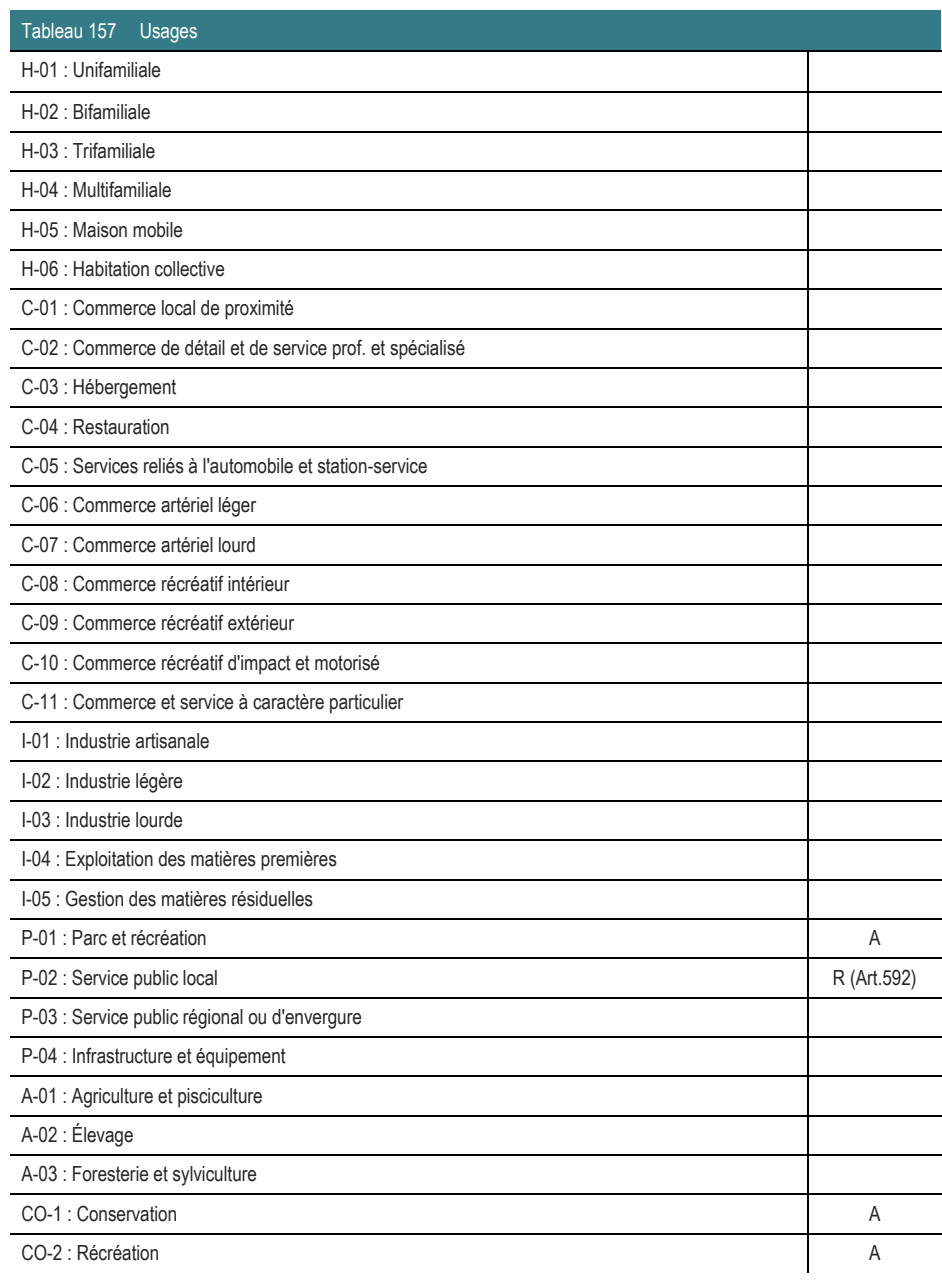 Tableau 157 Usages
H-01 : Unifamiliale
H-02 : Bifamiliale
H-03 : Trifamiliale
H-04 : Multifamiliale
H-05 : Maison mobile
H-06 : Habitation collective
C-01 : Commerce local de proximité
C-02 : Commerce de détail et de service prof. et spécialisé
C-03 : Hébergement
C-04 : Restauration
C-05 : Services reliés à l'automobile et station-service
C-06 : Commerce artériel léger
C-07 : Commerce artériel lourd
C-08 : Commerce récréatif intérieur
C-09 : Commerce récréatif extérieur
C-10 : Commerce récréatif d'impact et motorisé
C-11 : Commerce et service à caractère particulier
I-01 : Industrie artisanale
I-02 : Industrie légère
I-03 : Industrie lourde
I-04 : Exploitation des matières premières
I-05 : Gestion des matières résiduelles
P-01 : Parc et récréation A
P-02 : Service public local R (Art.592)
P-03 : Service public régional ou d'envergure
P-04 : Infrastructure et équipement
A-01 : Agriculture et pisciculture
A-02 : Élevage
A-03 : Foresterie et sylviculture
CO-1 : Conservation A
CO-2 : Récréation A